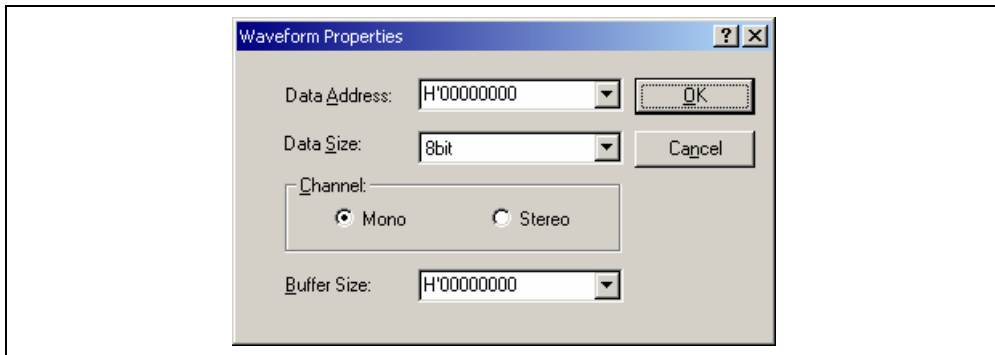 Waveform Properties
Data Address: H'00000000 OK
Data Size: 8bit Cancel
Channel:
Mono Stereo
Buffer Size: H'00000000